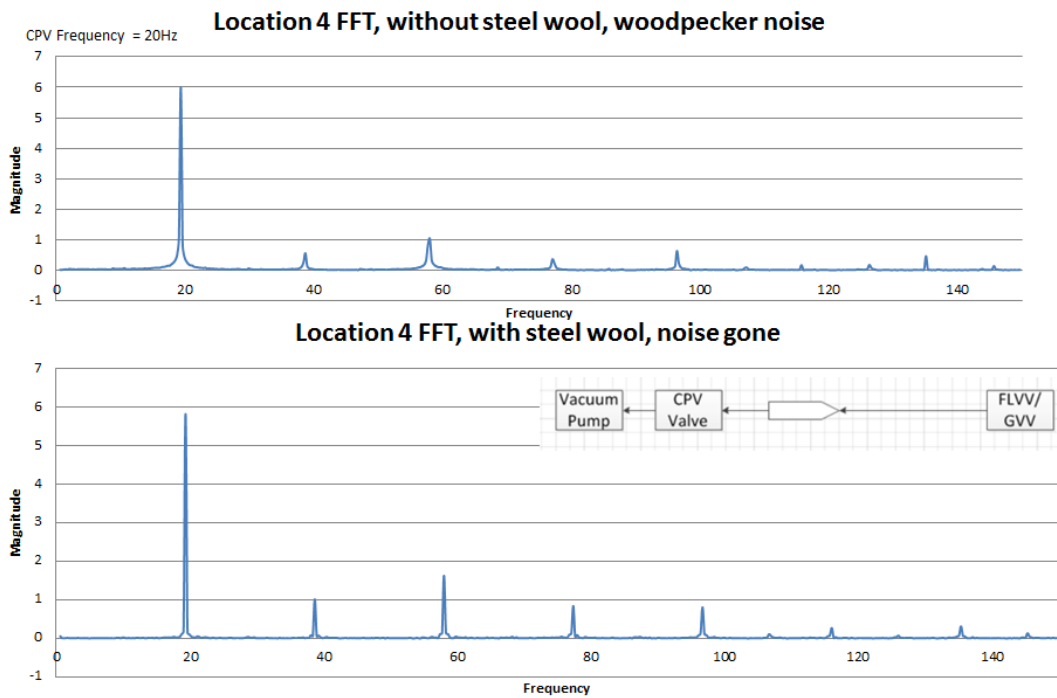 Location 4 FFT, without steel wool, woodpecker noise
CPV Frequency = 20Hz
7
6
5
4
3
2
1
0
-1
Magnitude
0 20 40 60 80 100 120 140
Frequency
Location 4 FFT, with steel wool, noise gone
7
6
5
4
3
2
1
0
-1
Magnitude
Vacuum
Pump
CPV
Valve
FLVV/
GVV
0 20 40 60 80 100 120 140
Frequency